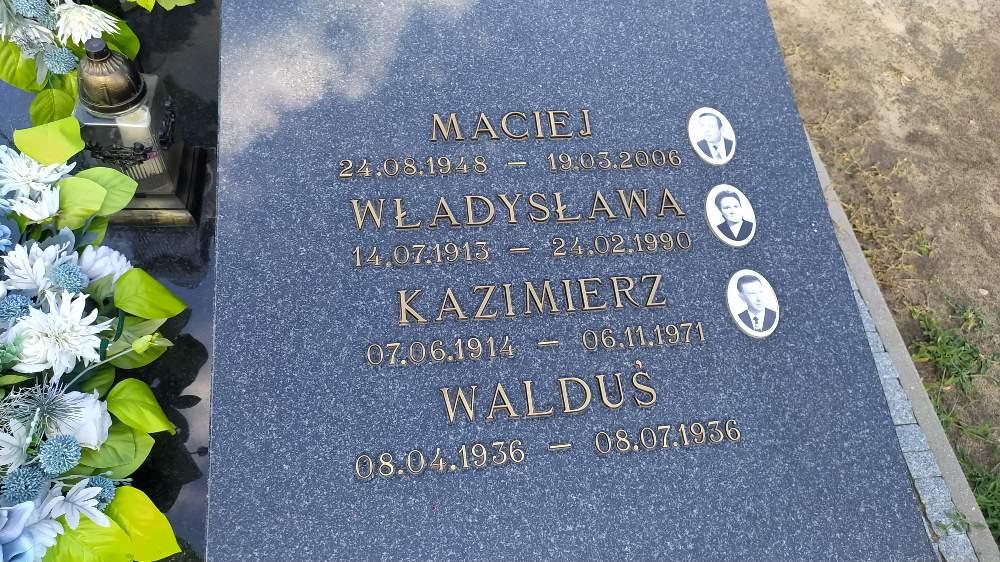 MACIEJ
24.08.1948 – 19.03.2006
WŁADYSŁAWA
14.07.1913 – 24.02.1990
KAZIMIERZ
07.06.1914 – 06.11.1971
WALDUŚ
08.04.1936 – 08.07.1936